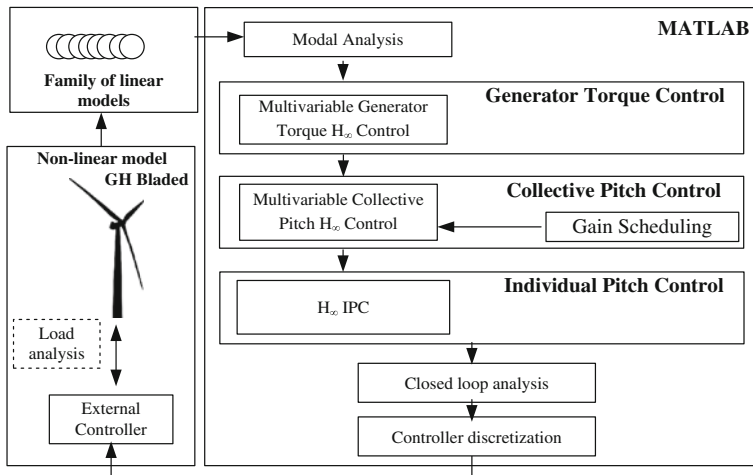 Family of linear
models
Non-linear model
GH Bladed
Load
analysis
External
Controller
MATLAB
Modal Analysis
Generator Torque Control
Multivariable Generator
Torque H∞ Control
Collective Pitch Control
Multivariable Collective
Pitch H∞ Control
Gain Scheduling
Individual Pitch Control
H∞ IPC
Closed loop analysis
Controller discretization